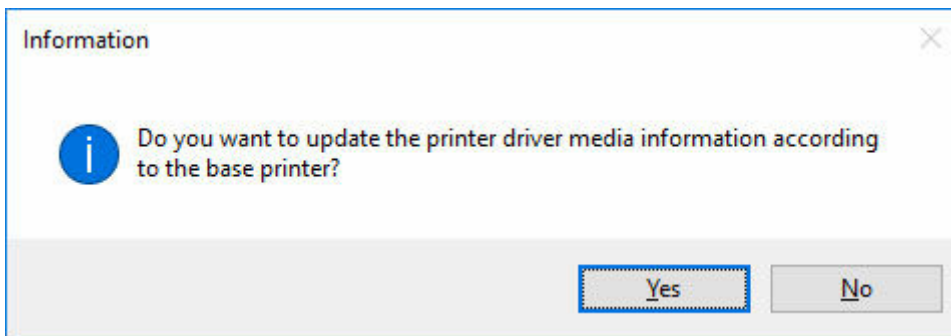 Information
Do you want to update the printer driver media information according
to the base printer?
Yes
No